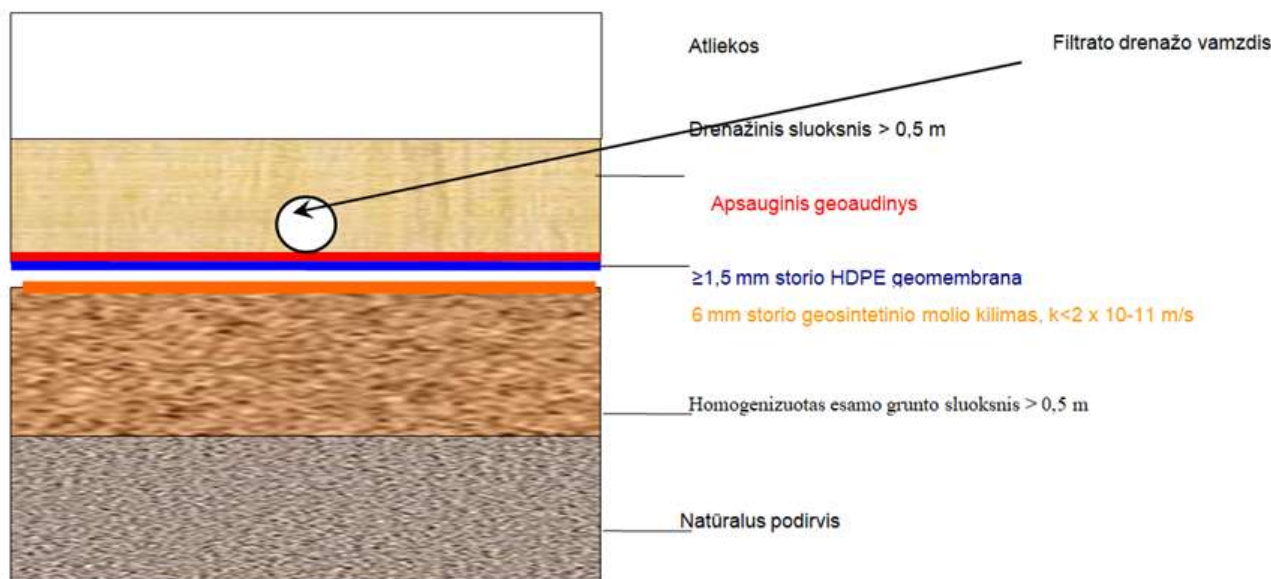 Atliekos
Filtrato drenažo vamzdis
Drenažinis sluoksnis > 0,5 m
Apsauginis geoaudinys
≥1,5 mm storio HDPE geomembrana
6 mm storio geosintetinio molio kilimas, k<2 x 10-11 m/s
Homogenizuotas esamo grunto sluoksnis > 0,5 m
Natūralus podirvis